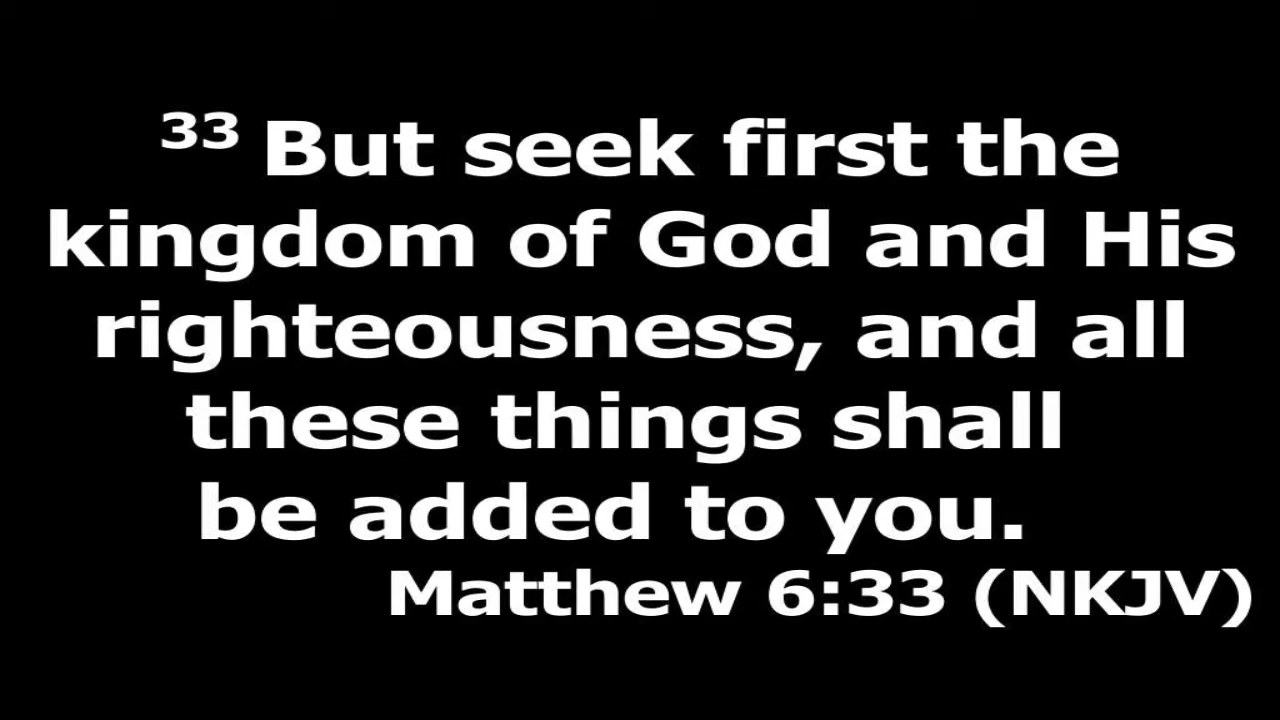 33 But seek first the
kingdom of God and His
righteousness, and all
these things shall
be added to you.
Matthew 6:33 (NKJV)